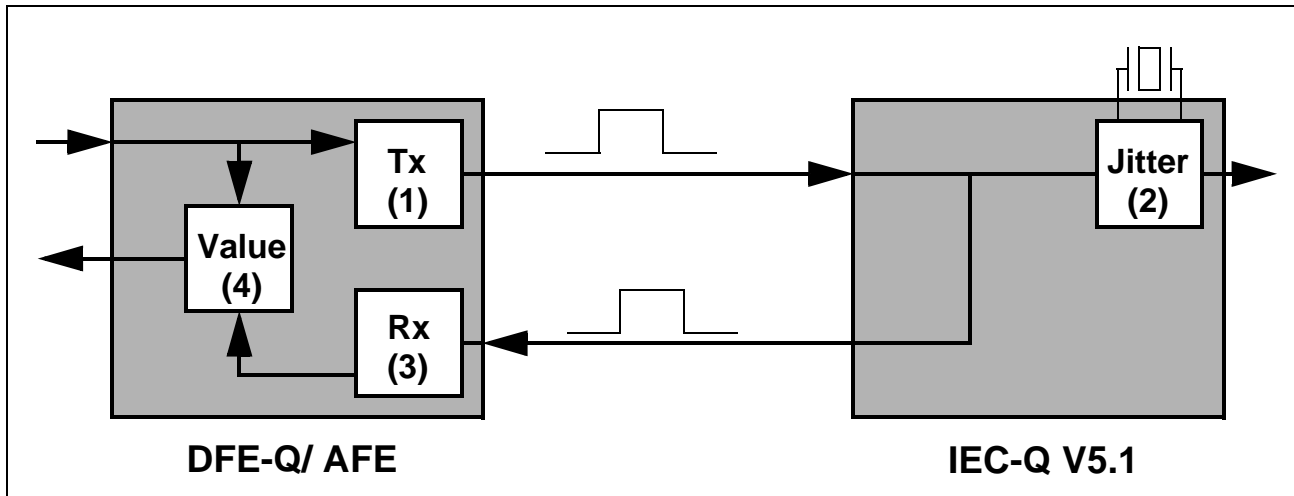 Tx
(1)
Jitter
(2)
Value
(4)
Rx
(3)
DFE-Q/ AFE
IEC-Q V5.1